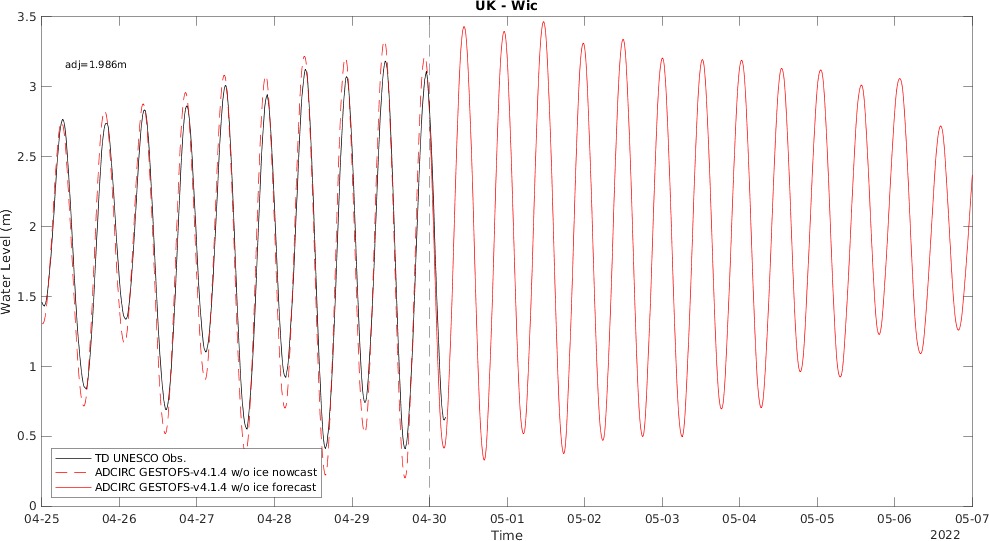 UK - Wic
adj=1.986m
3.5
3
2.5
2
1.5
1
0.5
0
Water Level (m)
TD UNESCO Obs.
ADCIRC GESTOFS-v4.1.4 w/o ice nowcast
ADCIRC GESTOFS-v4.1.4 w/o ice forecast
04-25 04-26 04-27 04-28 04-29 04-30 05-01 05-02 05-03 05-04 05-05 05-06 05-07
Time
2022